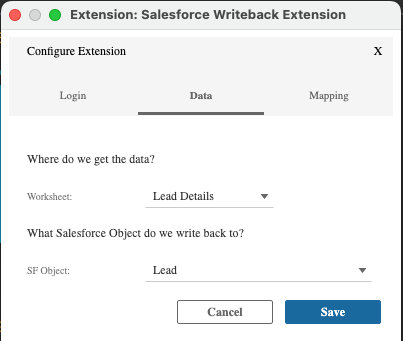 Extension: Salesforce Writeback Extension
Configure Extension X
Login Data Mapping
Where do we get the data?
Worksheet: Lead Details
What Salesforce Object do we write back to?
SF Object: Lead
Cancel Save